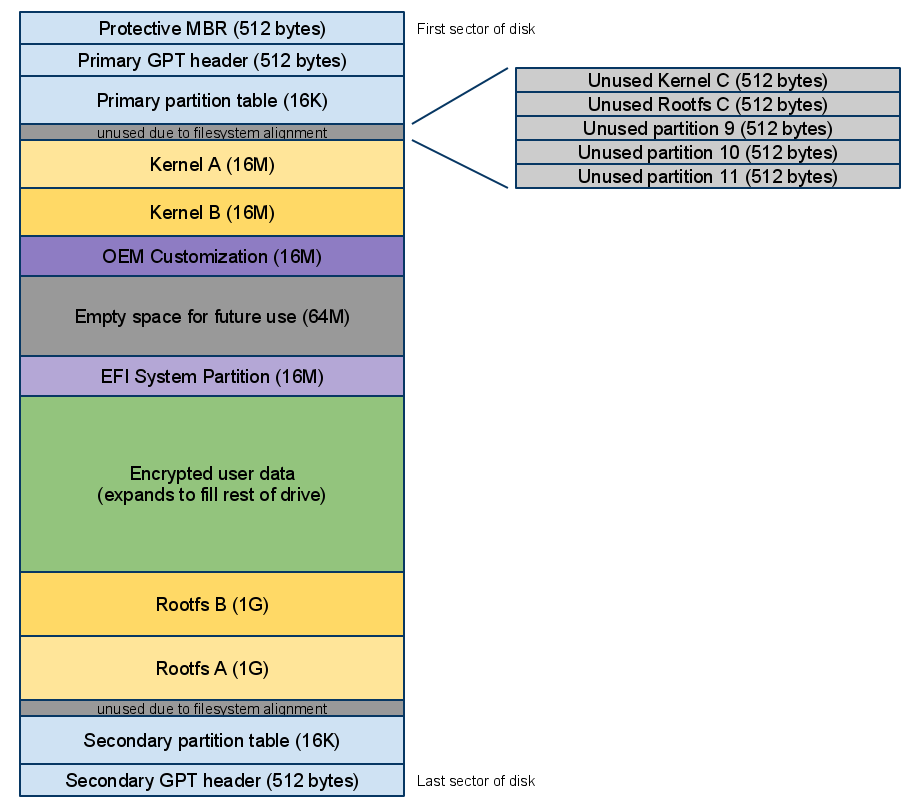 Protective MBR (512 bytes)
First sector of disk
Primary GPT header (512 bytes)
Primary partition table (16K)
unused due to filesystem alignment
Unused Kernel C (512 bytes)
Unused Rootfs C (512 bytes)
Unused partition 9 (512 bytes)
Unused partition 10 (512 bytes)
Unused partition 11 (512 bytes)
Kernel A (16M)
Kernel B (16M)
OEM Customization (16M)
Empty space for future use (64M)
EFI System Partition (16M)
Encrypted user data
(expands to fill rest of drive)
Rootfs B (1G)
Rootfs A (1G)
unused due to filesystem alignment
Secondary partition table (16K)
Secondary GPT header (512 bytes)
Last sector of disk